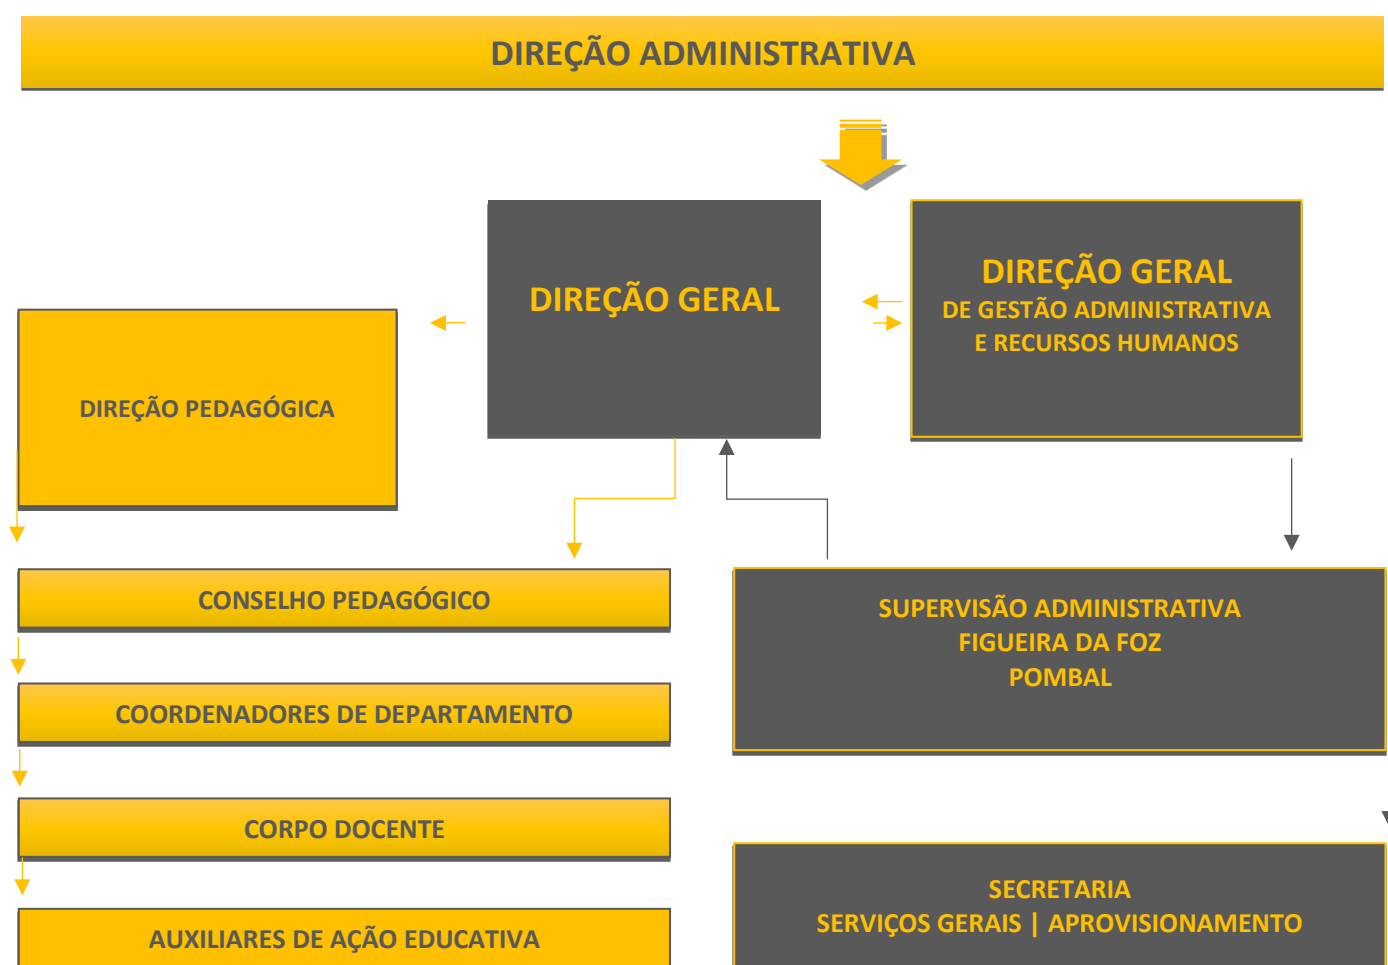 DIREÇÃO ADMINISTRATIVA
DIREÇÃO GERAL
DIREÇÃO GERAL
DE GESTÃO ADMINISTRATIVA
E RECURSOS HUMANOS
DIREÇÃO PEDAGÓGICA
CONSELHO PEDAGÓGICO
COORDENADORES DE DEPARTAMENTO
CORPO DOCENTE
AUXILIARES DE AÇÃO EDUCATIVA
SUPERVISÃO ADMINISTRATIVA
FIGUEIRA DA FOZ
POMBAL
SECRETARIA
SERVIÇOS GERAIS | APROVISIONAMENTO